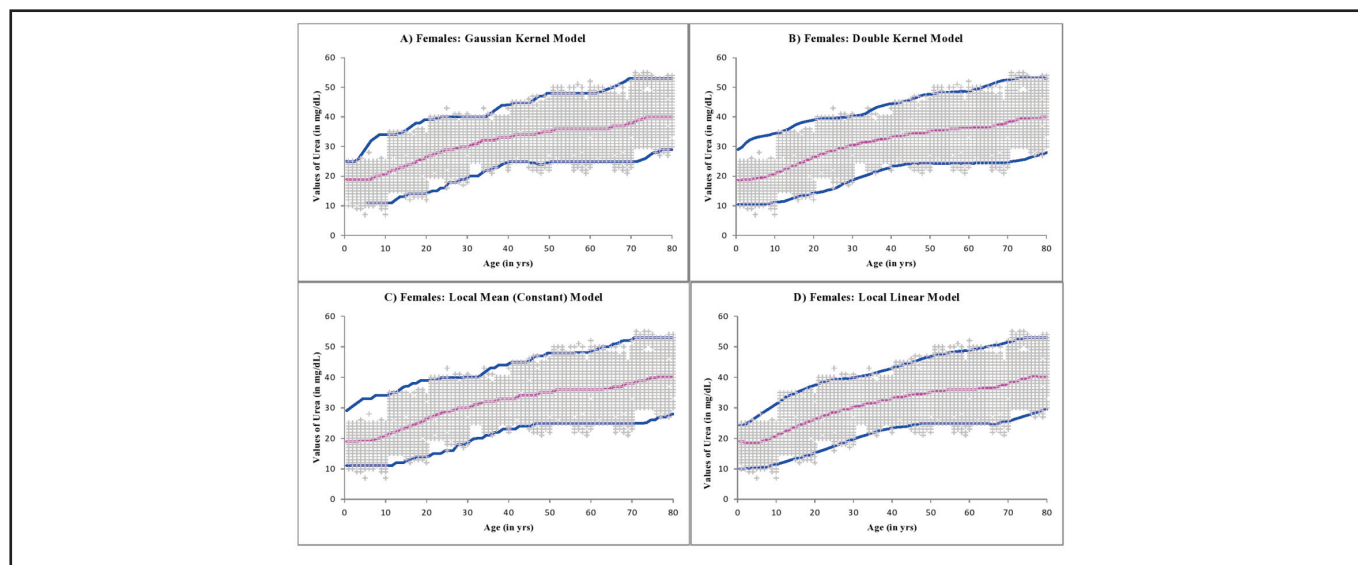 A) Females: Gaussian Kernel Model
60
50
40
30
20
10
0
Values of Urea (in mg/dL)
0 10 20 30 40 50 60 70 80
Age (in yrs)
B) Females: Double Kernel Model
60
50
40
30
20
10
0
Values of Urea (in mg/dL)
0 10 20 30 40 50 60 70 80
Age (in yrs)
C) Females: Local Mean (Constant) Model
60
50
40
30
20
10
0
Values of Urea (in mg/dL)
0 10 20 30 40 50 60 70 80
Age (in yrs)
D) Females: Local Linear Model
60
50
40
30
20
10
0
Values of Urea (in mg/dL)
0 10 20 30 40 50 60 70 80
Age (in yrs)